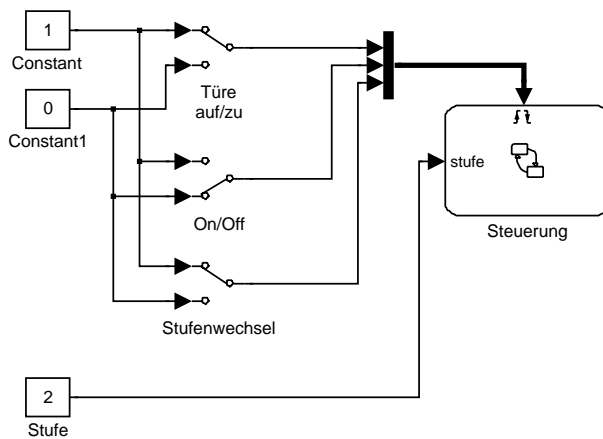 1
Constant
0
Constant1
Türe
auf/zu
On/Off
Stufenwechsel
stufe
Steuerung
2
Stufe